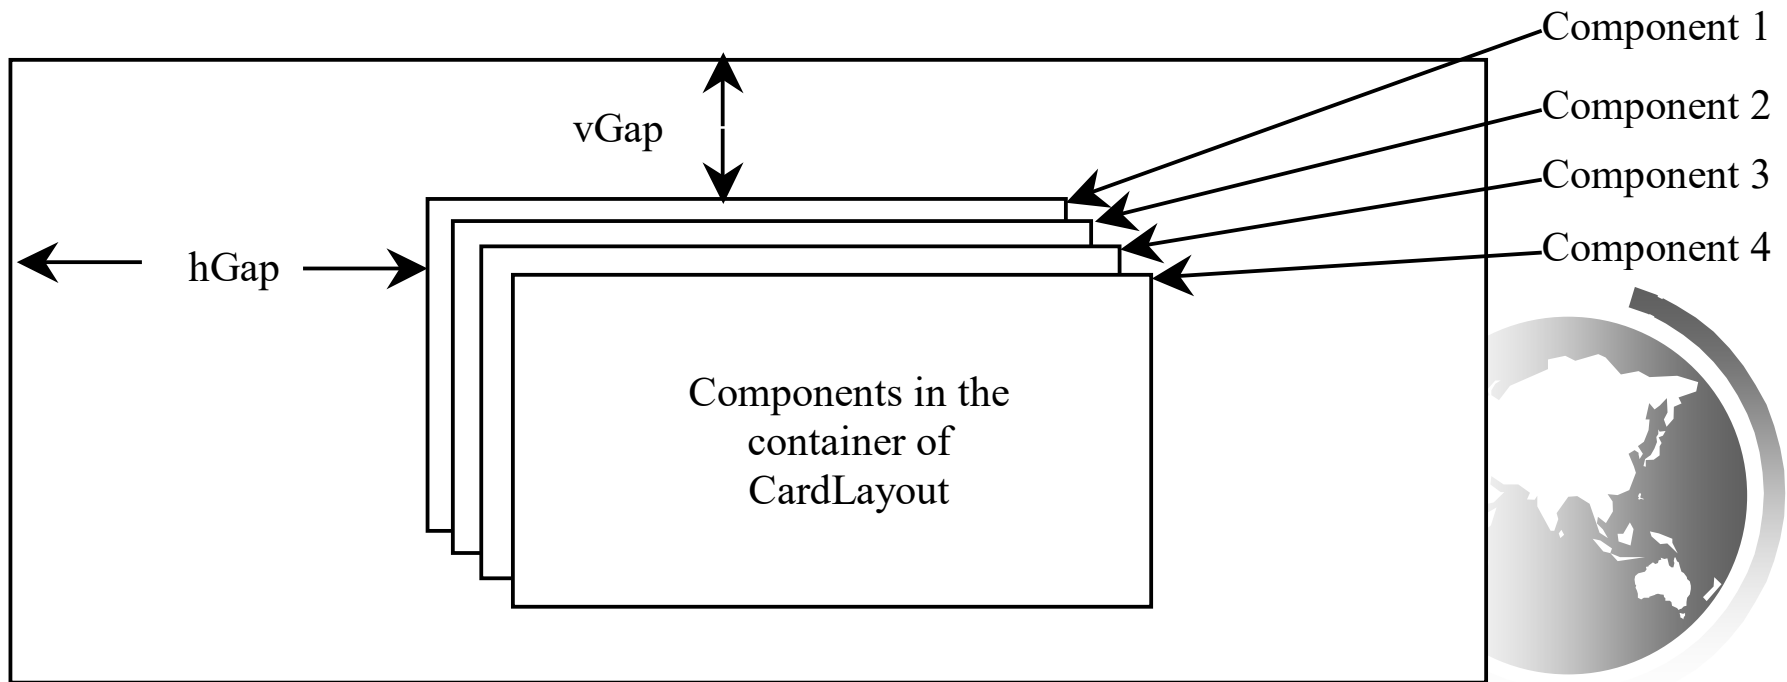 Component 1
Component 2
vGap
Component 3
Component 4
hGap
Components in the
container of
CardLayout